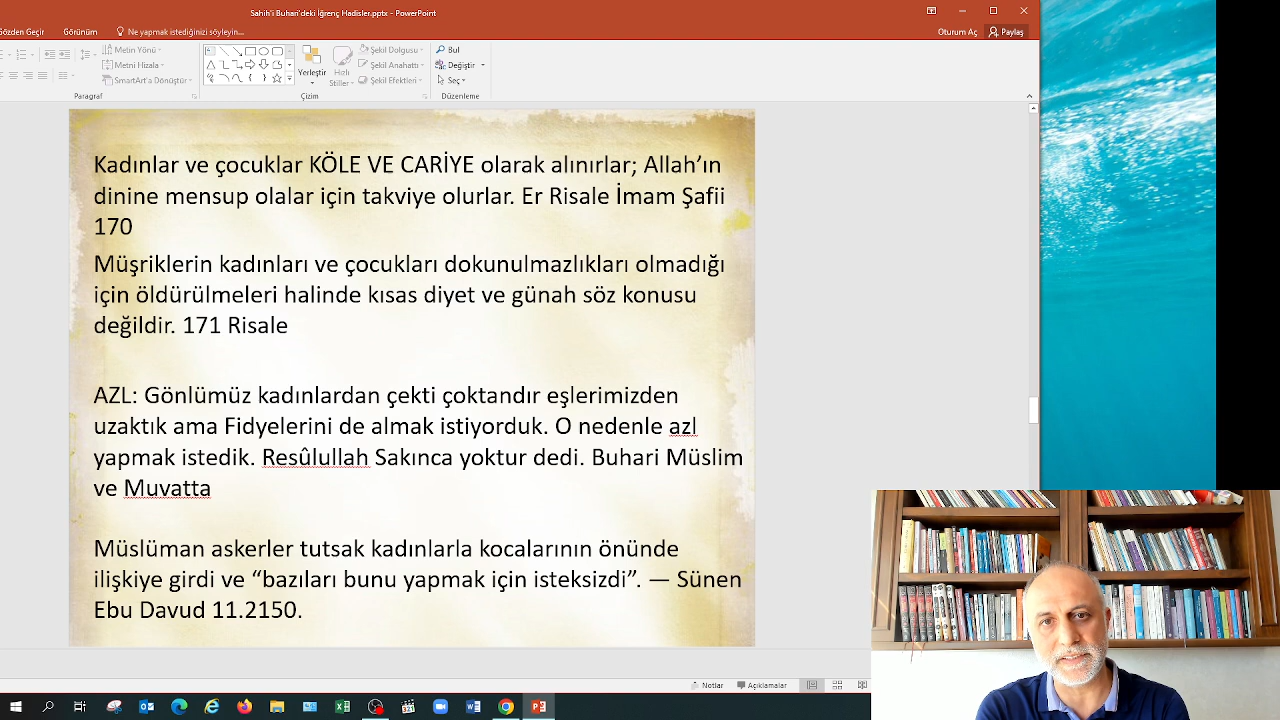 Sahih'i Buhari'deki İğrenç Hadisler.pptx - PowerPoint
Gözden Geçir Görünüm Ne yapmak istediğinizi söyleyin... Oturum Aç Paylaş
Metin Yönü
Metni Hizala
SmartArt'a Dönüştür
Yerleştir
Hızlı
Stiller
Şekil Dolgusu
Şekil Anahattı
Şekil Efektleri
Bul
Değiştir
Seç
Paragraf Çizim Düzenleme
Kadınlar ve çocuklar KÖLE VE CARİYE olarak alınırlar; Allah’ın
dinine mensup olalar için takviye olurlar. Er Risale İmam Şafii
170
Müşriklerin kadınları ve çocukları dokunulmazlıkları olmadığı
için öldürülmeleri halinde kısas diyet ve günah söz konusu
değildir. 171 Risale
AZL: Gönlümüz kadınlardan çekti çoktandır eşlerimizden
uzaktık ama Fidyelerini de almak istiyorduk. O nedenle azl
yapmak istedik. Resûlullah Sakınca yoktur dedi. Buhari Müslim
ve Muvatta
Müslüman askerler tutsak kadınlarla kocalarının önünde
ilişkiye girdi ve “bazıları bunu yapmak için isteksizdi”. — Sünen
Ebu Davud 11.2150.
Notlar Açıklamalar